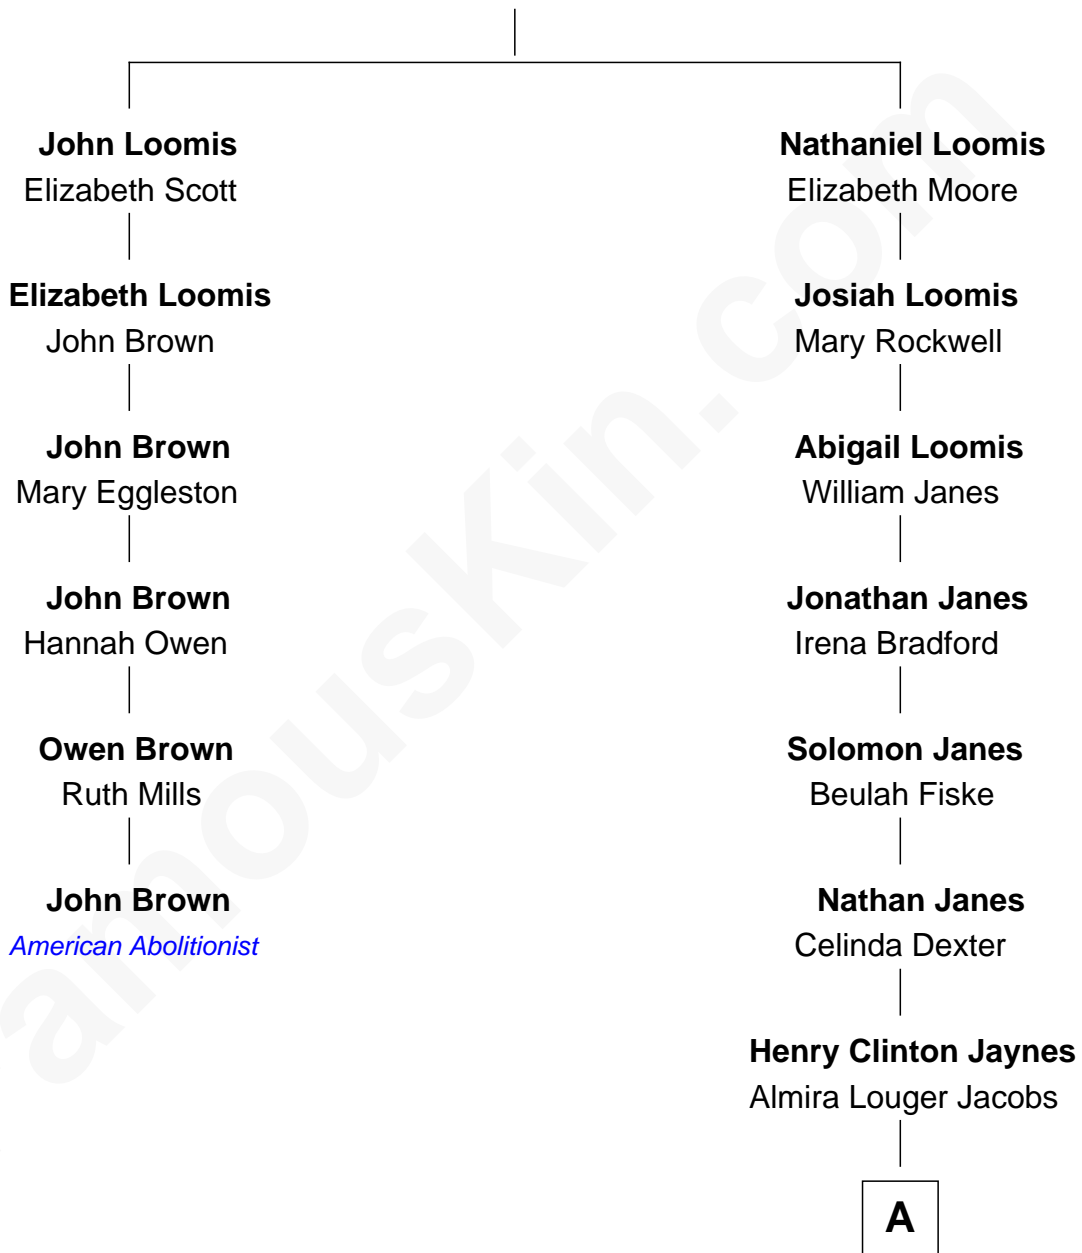 John Loomis
Elizabeth Scott
Elizabeth Loomis
John Brown
John Brown
Mary Eggleston
John Brown
Hannah Owen
Owen Brown
Ruth Mills
John Brown
American Abolitionist
Nathaniel Loomis
Elizabeth Moore
Josiah Loomis
Mary Rockwell
Abigail Loomis
William Janes
Jonathan Janes
Irena Bradford
Solomon Janes
Beulah Fiske
Nathan Janes
Celinda Dexter
Henry Clinton Jaynes
Almira Louger Jacobs
A
amouskin.com